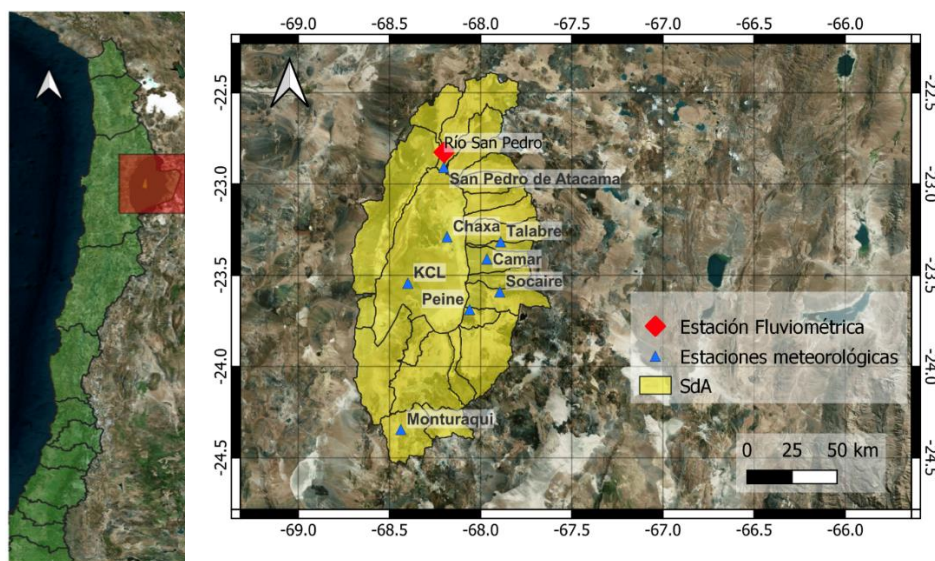 -69.0 -68.5 -68.0 -67.5 -67.0 -66.5 -66.0
-22.5 -22.5
Río San Pedro
-23.0 -23.0
San Pedro de Atacama
Chaxa Talabre
Camar
-23.5 -23.5
KCL Socaire
Peine
Estación Fluviométrica
Estaciones meteorológicas
-24.0 -24.0
SdA
Monturaqui
0 25 50 km
-24.5 -24.5
-69.0 -68.5 -68.0 -67.5 -67.0 -66.5 -66.0